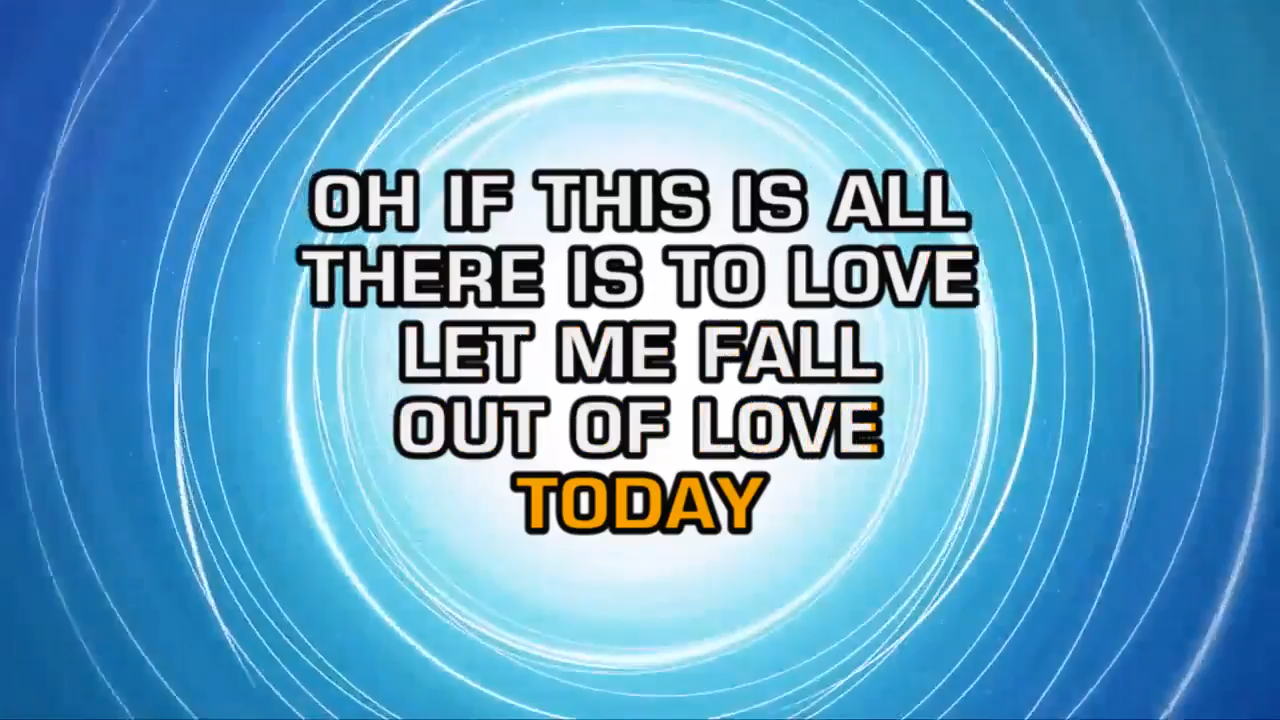 OH IF THIS IS ALL
THERE IS TO LOVE
LET ME FALL
OUT OF LOVE
TODAY